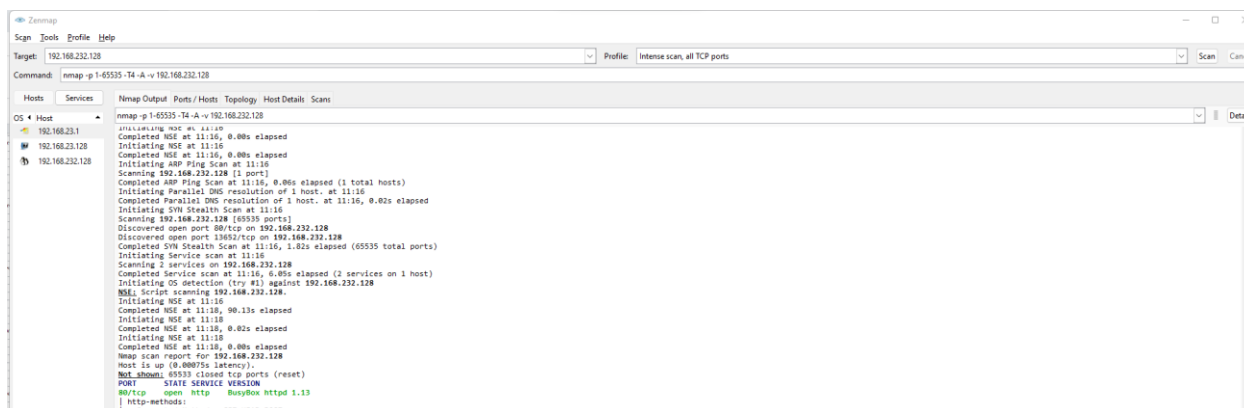 Zenmap
Scan Tools Profile Help
Target: 192.168.232.128 Profile: Intense scan, all TCP ports Scan Canc
Command: nmap -p 1-65535 -T4 -A -v 192.168.232.128
Hosts Services Nmap Output Ports / Hosts Topology Host Details Scans
OS Host nmap -p 1-65535 -T4 -A -v 192.168.232.128 Deta
192.168.23.1
192.168.23.128
192.168.232.128
Initiating NSE at 11:16
Completed NSE at 11:16, 0.00s elapsed
Initiating NSE at 11:16
Completed NSE at 11:16, 0.00s elapsed
Initiating ARP Ping Scan at 11:16
Scanning 192.168.232.128 [1 port]
Completed ARP Ping Scan at 11:16, 0.06s elapsed (1 total hosts)
Initiating Parallel DNS resolution of 1 host. at 11:16
Completed Parallel DNS resolution of 1 host. at 11:16, 0.02s elapsed
Initiating SYN Stealth Scan at 11:16
Scanning 192.168.232.128 [65535 ports]
Discovered open port 80/tcp on 192.168.232.128
Discovered open port 13652/tcp on 192.168.232.128
Completed SYN Stealth Scan at 11:16, 1.82s elapsed (65535 total ports)
Initiating Service scan at 11:16
Scanning 2 services on 192.168.232.128
Completed Service scan at 11:16, 6.05s elapsed (2 services on 1 host)
Initiating OS detection (try #1) against 192.168.232.128
NSE: Script scanning 192.168.232.128.
Initiating NSE at 11:16
Completed NSE at 11:18, 90.13s elapsed
Initiating NSE at 11:18
Completed NSE at 11:18, 0.02s elapsed
Initiating NSE at 11:18
Completed NSE at 11:18, 0.00s elapsed
Nmap scan report for 192.168.232.128
Host is up (0.00075s latency).
Not shown: 65533 closed tcp ports (reset)
PORT STATE SERVICE VERSION
80/tcp open http BusyBox httpd 1.13
| http-methods: